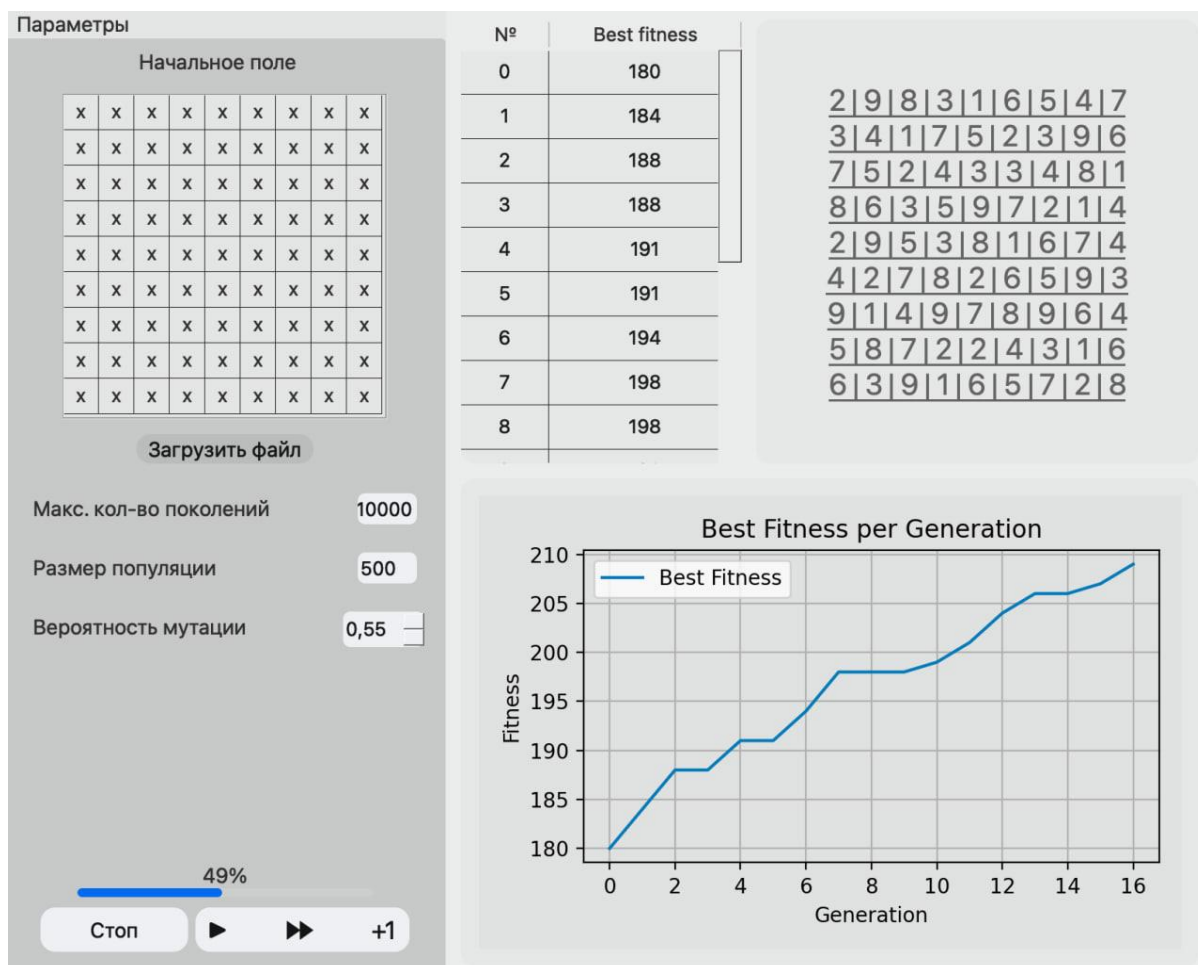 Параметры
Начальное поле
x x x x x x x x x
x x x x x x x x x
x x x x x x x x x
x x x x x x x x x
x x x x x x x x x
x x x x x x x x x
x x x x x x x x x
x x x x x x x x x
x x x x x x x x x
Загрузить файл
Макс. кол-во поколений 10000
Размер популяции 500
Вероятность мутации 0,55
49%
Стоп +1
Nº Best fitness
0 180
1 184
2 188
3 188
4 191
5 191
6 194
7 198
8 198
2|9|8|3|1|6|5|4|7
3|4|1|7|5|2|3|9|6
7|5|2|4|3|3|4|8|1
8|6|3|5|9|7|2|1|4
2|9|5|3|8|1|6|7|4
4|2|7|8|2|6|5|9|3
9|1|4|9|7|8|9|6|4
5|8|7|2|2|4|3|1|6
6|3|9|1|6|5|7|2|8
Best Fitness per Generation
Best Fitness
210
205
200
195
190
185
180
Fitness
0 2 4 6 8 10 12 14 16
Generation